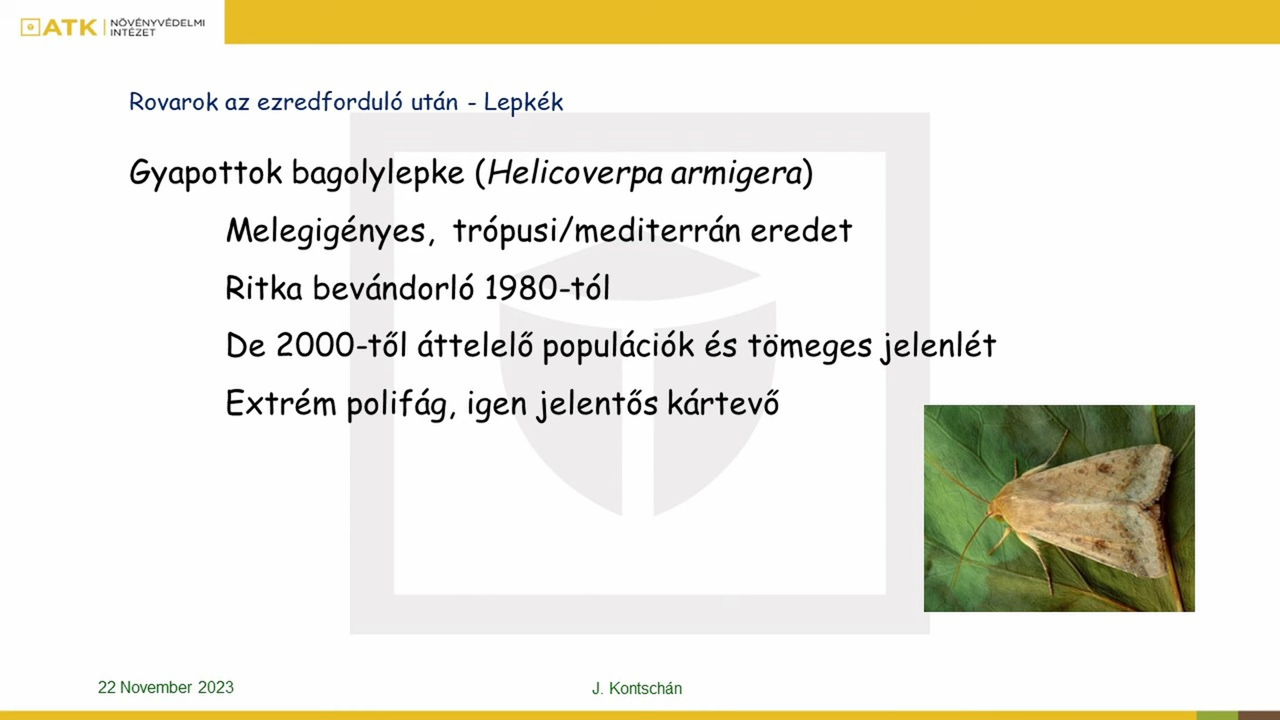 ATK NÖVÉNYVÉDELMI
INTÉZET
Rovarok az ezredforduló után - Lepkék
Gyapottok bagolylepke (Helicoverpa armigera)
Melegigényes, trópusi/mediterrán eredet
Ritka bevándorló 1980-tól
De 2000-től áttelelő populációk és tömeges jelenlét
Extrém polifág, igen jelentős kártevő
22 November 2023
J. Kontschán